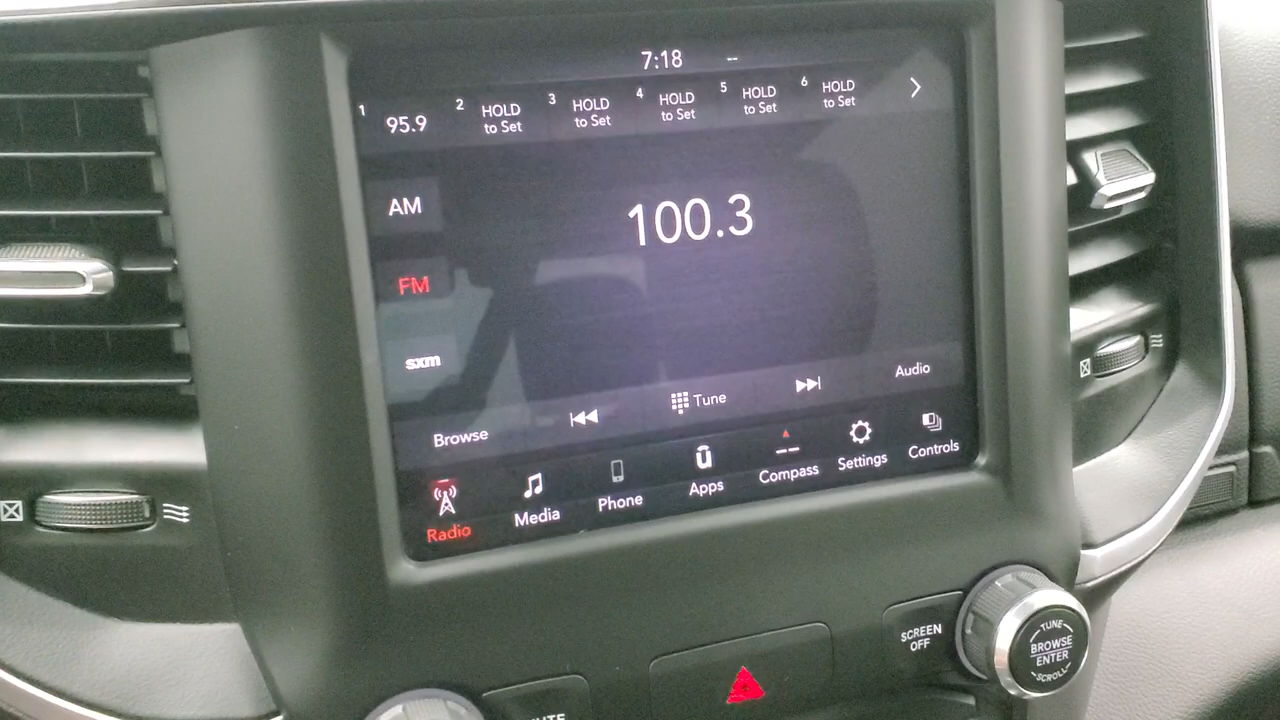 7:18 --
1 95.9
2 HOLD to Set
3 HOLD to Set
4 HOLD to Set
5 HOLD to Set
6 HOLD to Set
AM
100.3
FM
sxm
Browse
Tune
Audio
Radio
Media
Phone
Apps
Compass
Settings
Controls
SCREEN
OFF
TUNE
BROWSE
ENTER
SCROLL